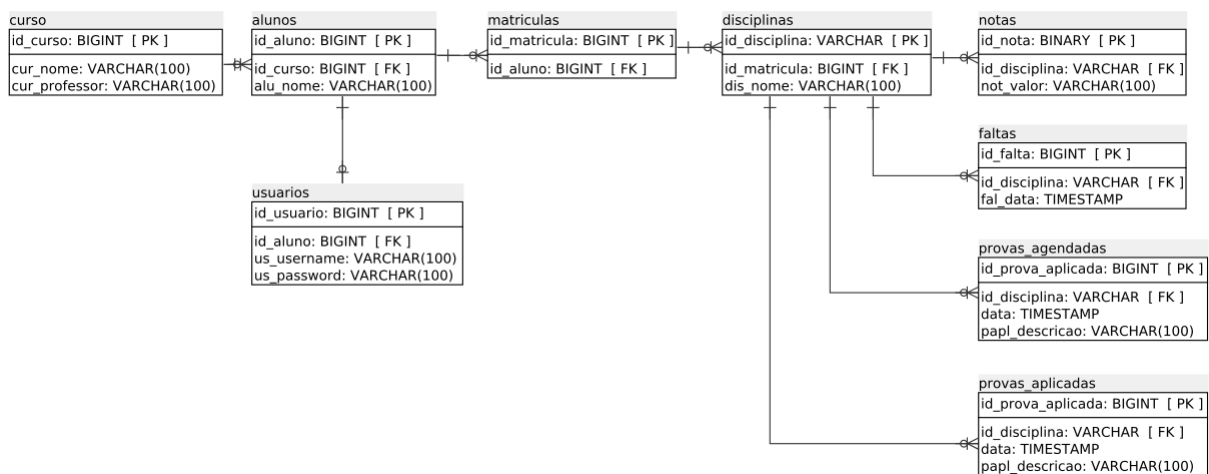 curso
id_curso: BIGINT [ PK ]
cur_nome: VARCHAR(100)
cur_professor: VARCHAR(100)
alunos
id_aluno: BIGINT [ PK ]
id_curso: BIGINT [ FK ]
alu_nome: VARCHAR(100)
matriculas
id_matricula: BIGINT [ PK ]
id_aluno: BIGINT [ FK ]
disciplinas
id_disciplina: VARCHAR [ PK ]
id_matricula: BIGINT [ FK ]
dis_nome: VARCHAR(100)
notas
id_nota: BINARY [ PK ]
id_disciplina: VARCHAR [ FK ]
not_valor: VARCHAR(100)
faltas
id_falta: BIGINT [ PK ]
id_disciplina: VARCHAR [ FK ]
fal_data: TIMESTAMP
usuarios
id_usuario: BIGINT [ PK ]
id_aluno: BIGINT [ FK ]
us_username: VARCHAR(100)
us_password: VARCHAR(100)
provas_agendadas
id_prova_aplicada: BIGINT [ PK ]
id_disciplina: VARCHAR [ FK ]
data: TIMESTAMP
papl_descricao: VARCHAR(100)
provas_aplicadas
id_prova_aplicada: BIGINT [ PK ]
id_disciplina: VARCHAR [ FK ]
data: TIMESTAMP
papl_descricao: VARCHAR(100)